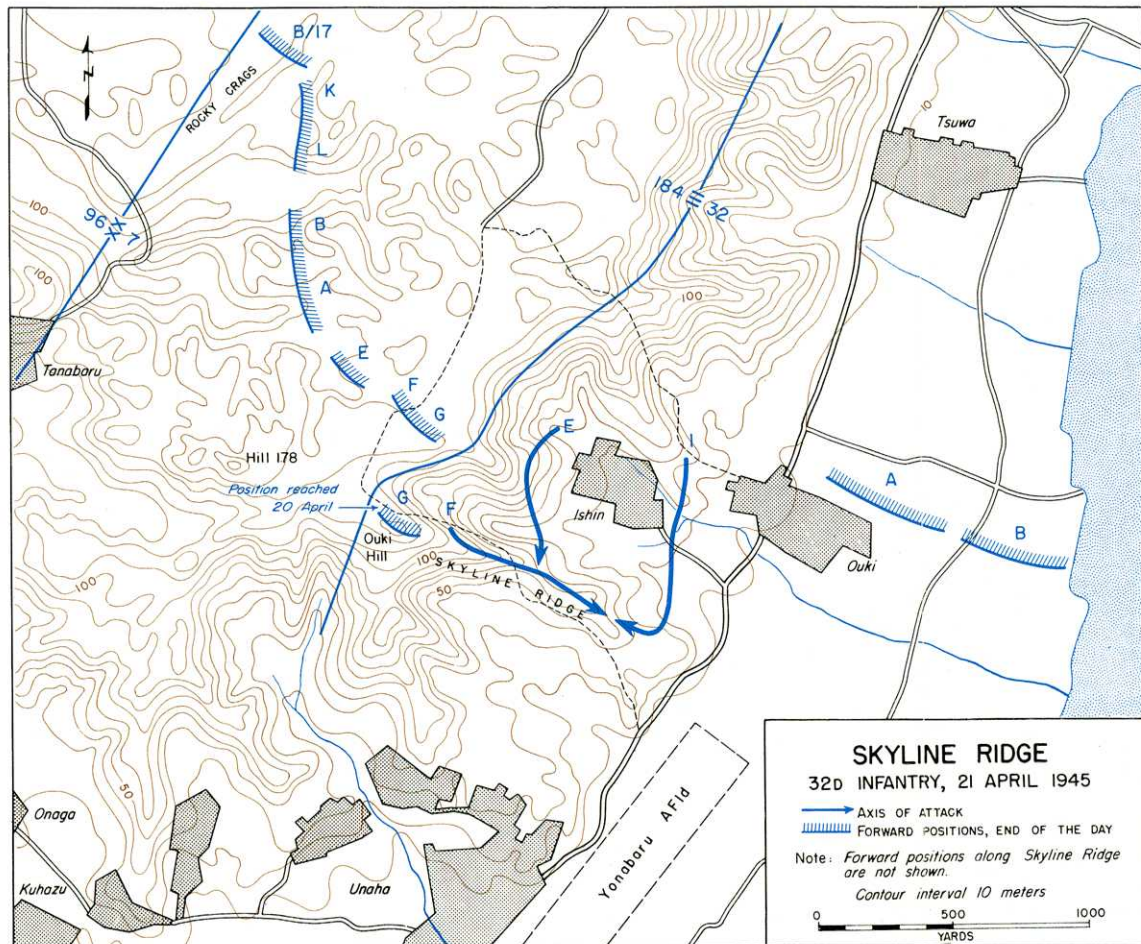 B/17
N
ROCKY CRAGS
K
L
10
Tsuwa
184 32
100
96 7
B
100
A
100
Tanabaru
E
F
G
E
I
Hill 178
Position reached
20 April
G
F
Ishin
A
B
Ouki
Ouki
Hill
100
SKYLINE RIDGE
50
100
50
Onaga
Kuhazu
Unaha
Yonabaru AFld
SKYLINE RIDGE
32D INFANTRY, 21 APRIL 1945
AXIS OF ATTACK
FORWARD POSITIONS, END OF THE DAY
Note: Forward positions along Skyline Ridge
are not shown.
Contour interval 10 meters
0 500 1000
YARDS